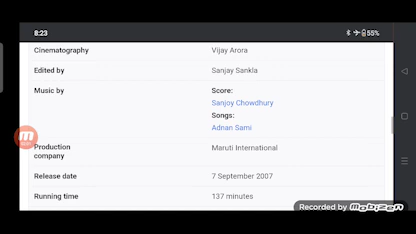 8:23 55%
Cinematography Vijay Arora
Edited by Sanjay Sankla
Music by Score:
Sanjoy Chowdhury
Songs:
Adnan Sami
Production
company Maruti International
Release date 7 September 2007
Running time 137 minutes
Recorded by Mobizen